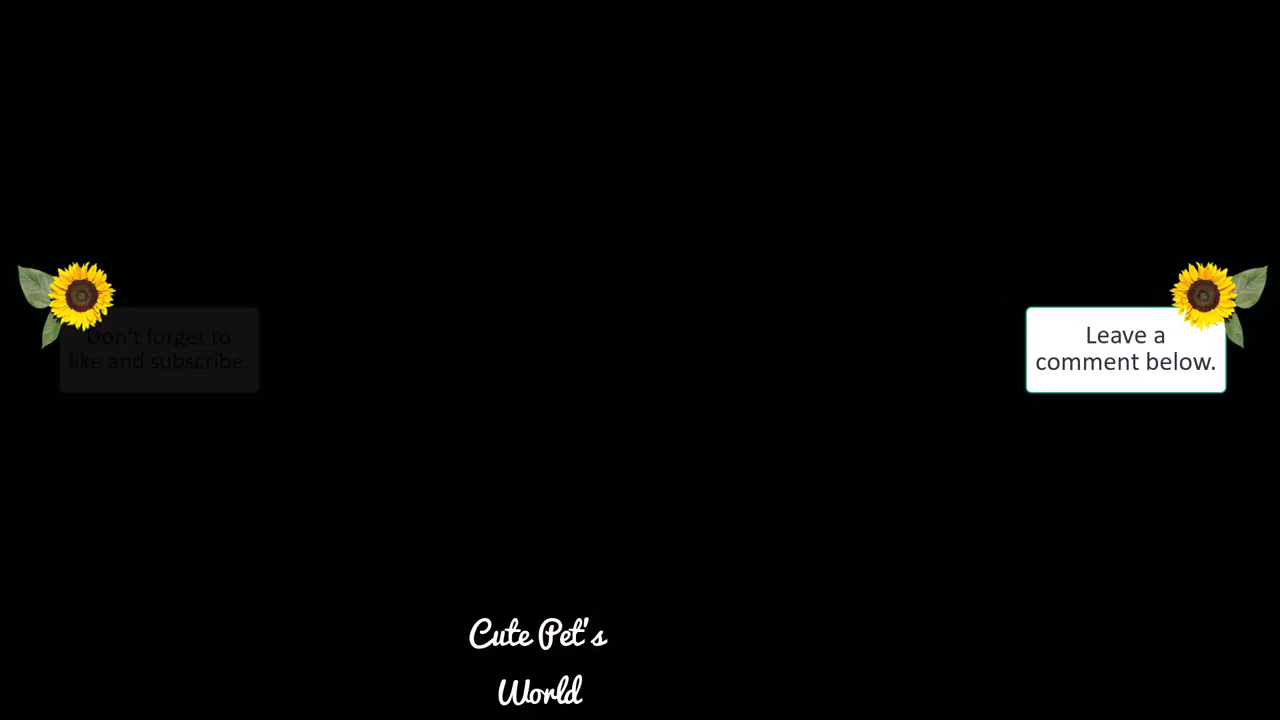 Don't forget to
like and subscribe.
Leave a
comment below.
Cute Pet's
World